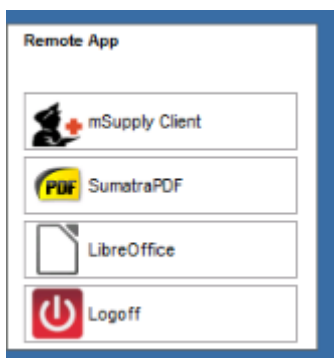 Remote App
mSupply Client
PDF SumatraPDF
LibreOffice
Logoff